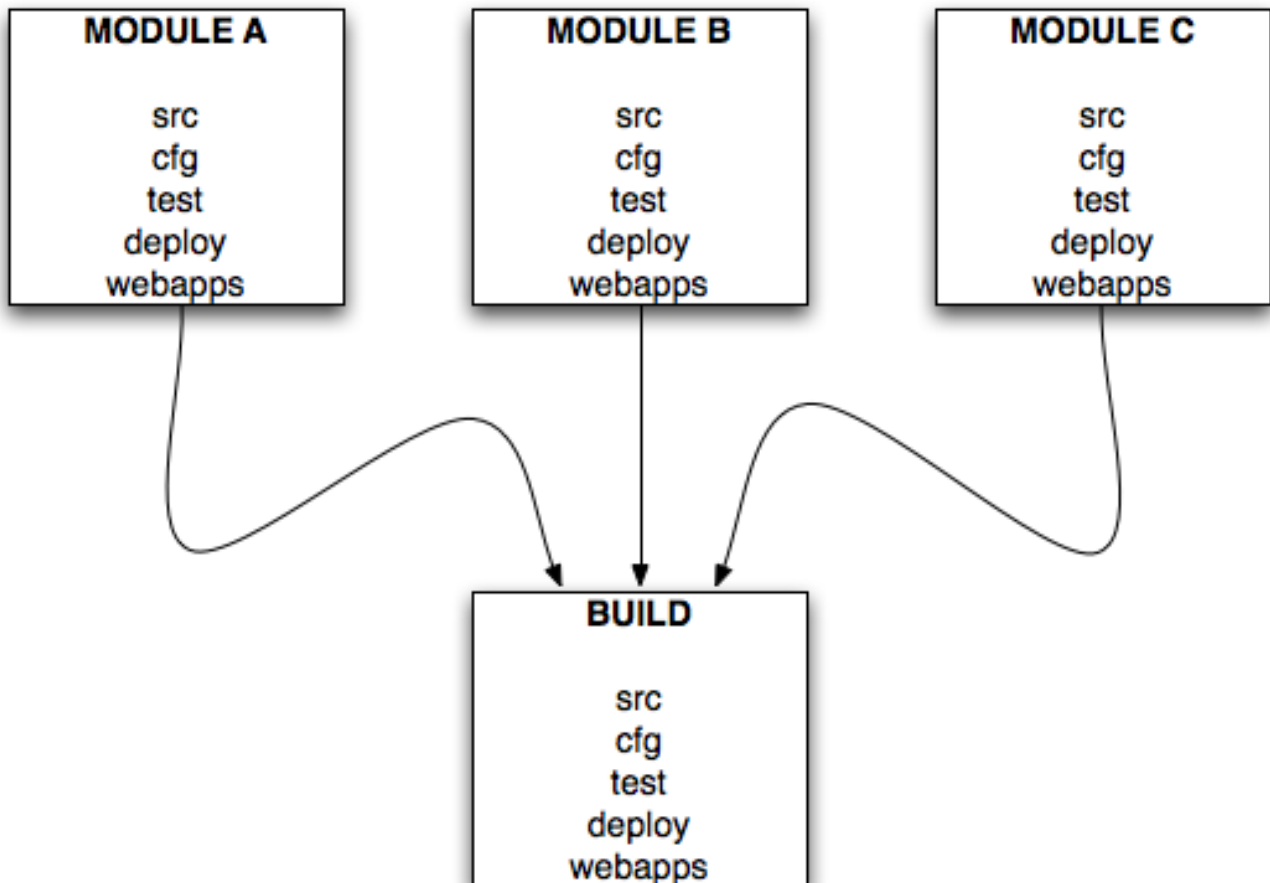 MODULE A
src
cfg
test
deploy
webapps
MODULE B
src
cfg
test
deploy
webapps
MODULE C
src
cfg
test
deploy
webapps
BUILD
src
cfg
test
deploy
webapps